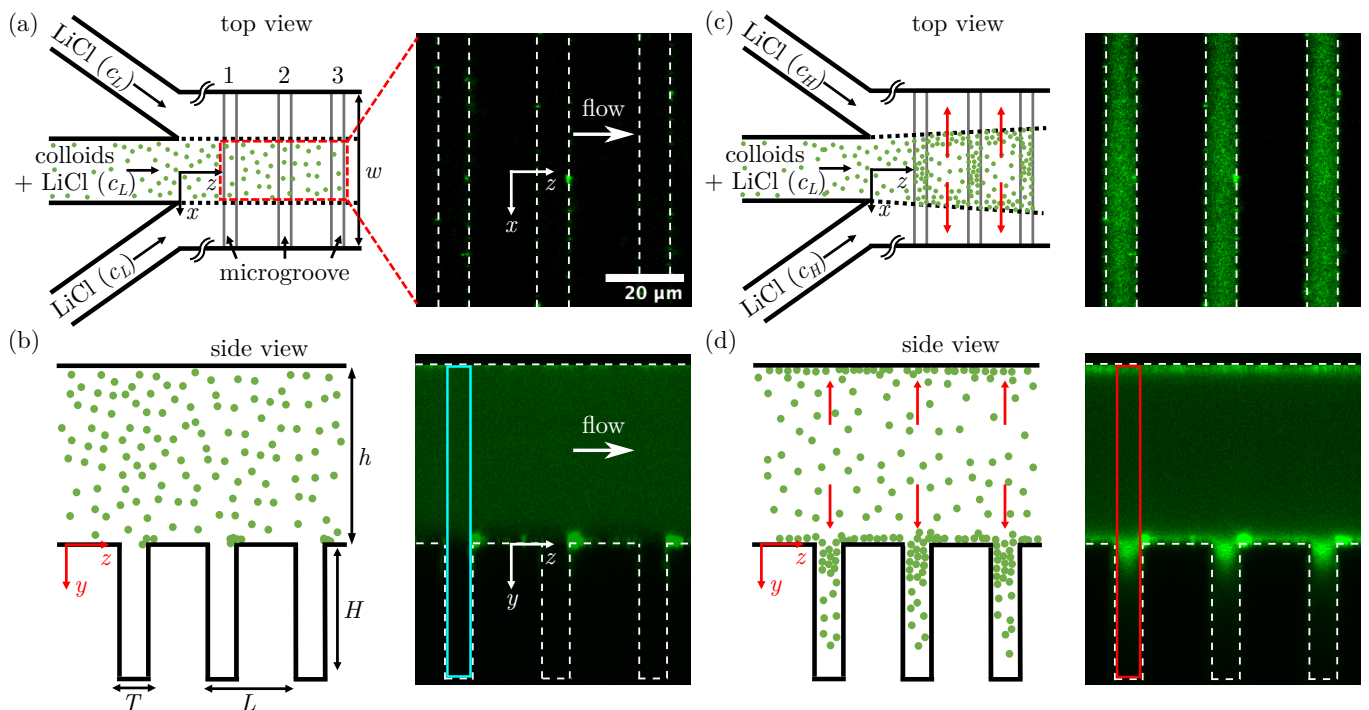 (a)
top view
LiCl (c_L)
1 2 3
colloids
+ LiCl (c_L)
z
x
w
microgroove
LiCl (c_L)
flow
z
x
20 µm
(b)
side view
h
z
y
H
T
L
flow
z
y
(c)
top view
LiCl (c_H)
colloids
+ LiCl (c_L)
z
x
LiCl (c_H)
(d)
side view
z
y